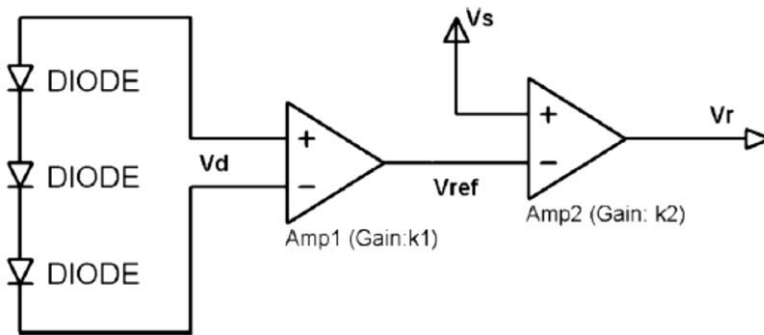 Vs
DIODE
+
Vr
+
DIODE
Vd
−
−
Vref
Amp1 (Gain:k1)
Amp2 (Gain: k2)
DIODE